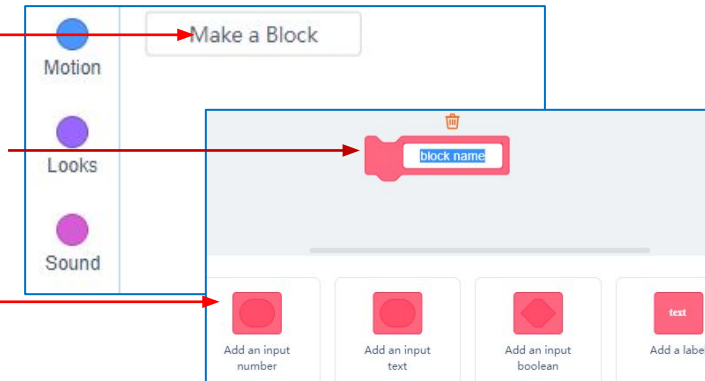 Make a Block
Motion
Looks
Sound
block name
Add an input
number
Add an input
text
Add an input
boolean
text
Add a label